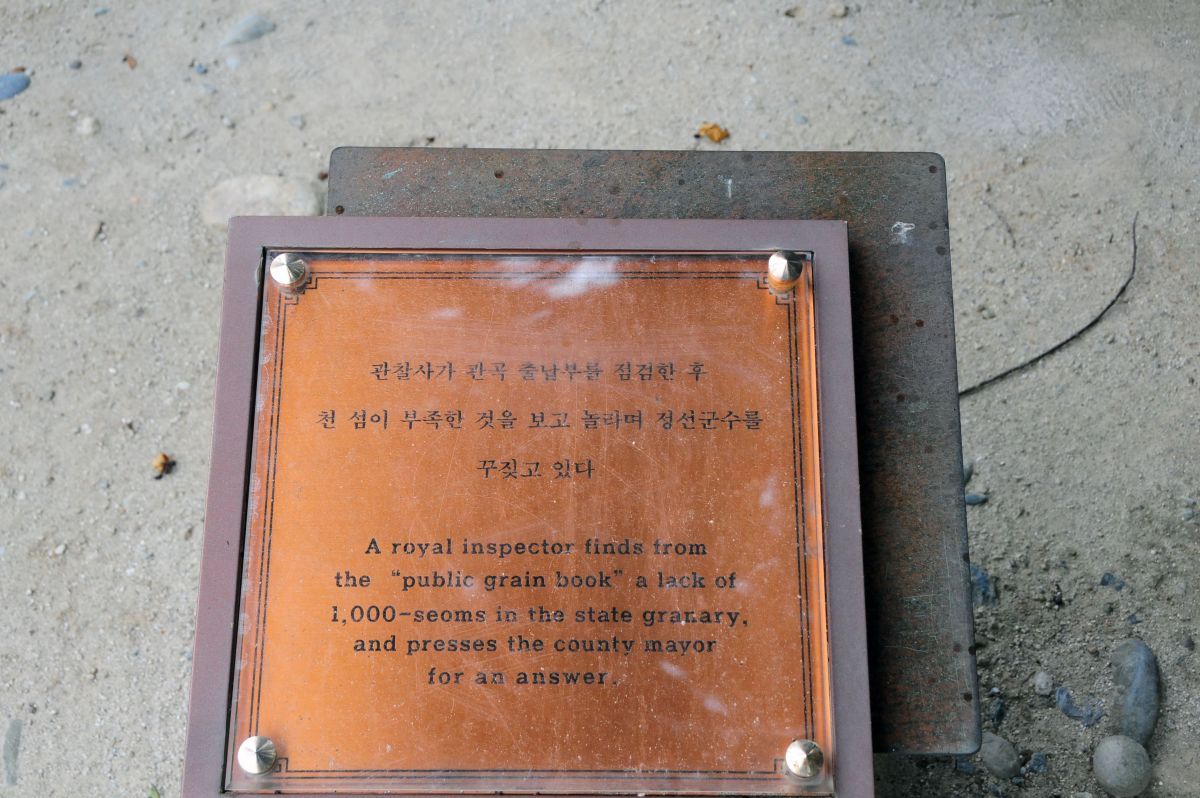 관찰사가 관곡 출납부를 점검한 후
천 섬이 부족한 것을 보고 놀라며 정선군수를
꾸짖고 있다
A royal inspector finds from
the “public grain book” a lack of
1,000-seoms in the state granary,
and presses the county mayor
for an answer.